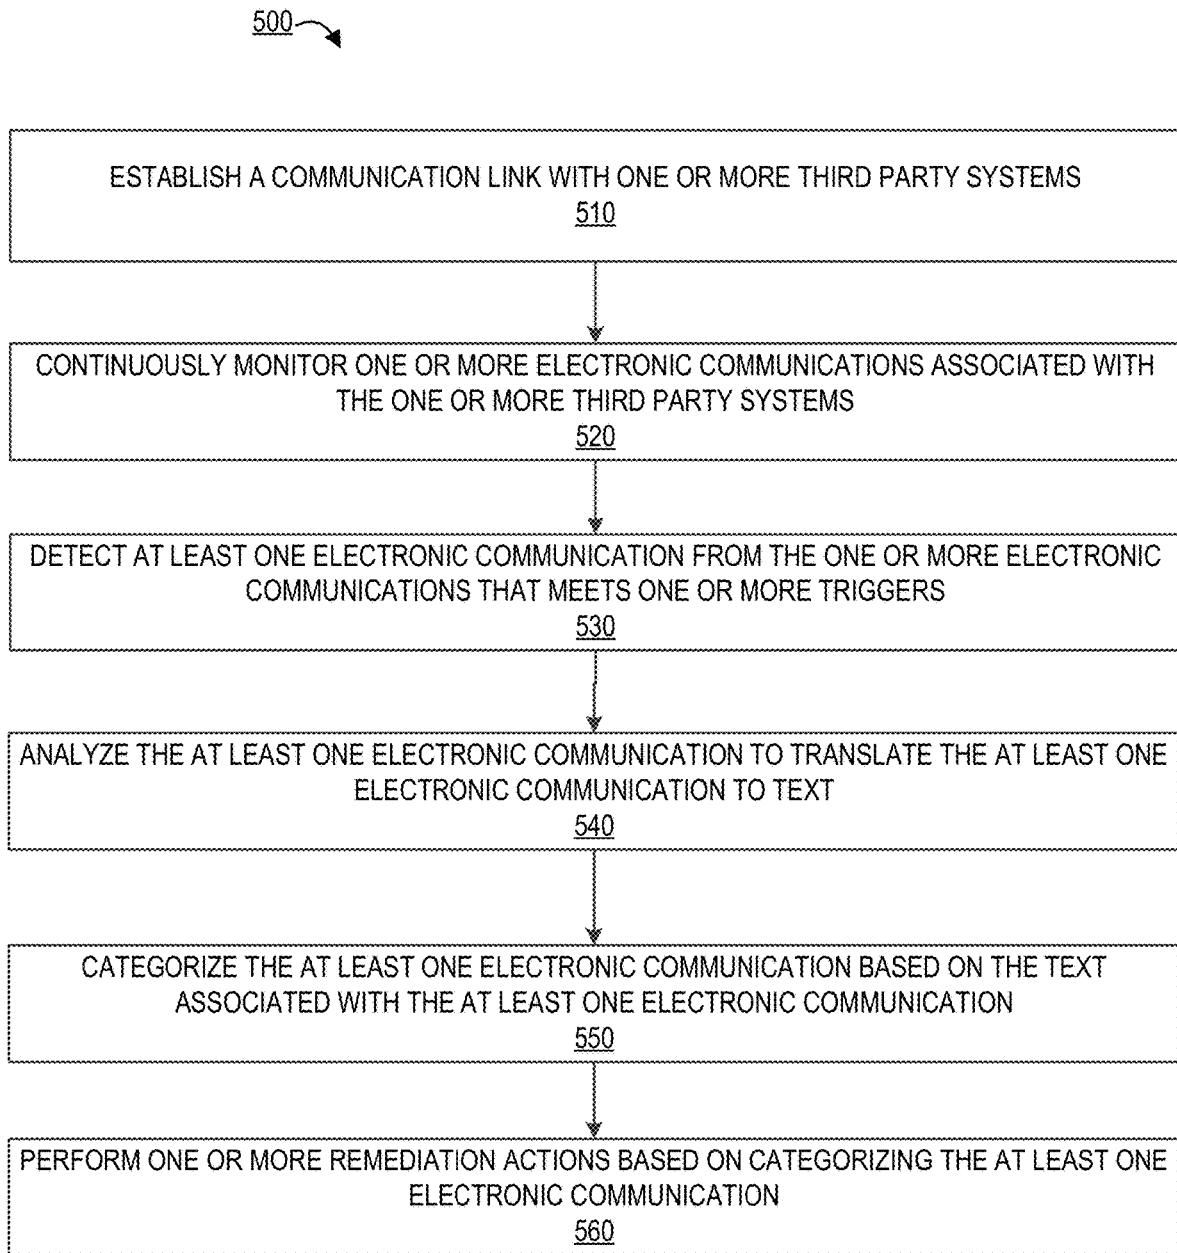 500
ESTABLISH A COMMUNICATION LINK WITH ONE OR MORE THIRD PARTY SYSTEMS
510
CONTINUOUSLY MONITOR ONE OR MORE ELECTRONIC COMMUNICATIONS ASSOCIATED WITH
THE ONE OR MORE THIRD PARTY SYSTEMS
520
DETECT AT LEAST ONE ELECTRONIC COMMUNICATION FROM THE ONE OR MORE ELECTRONIC
COMMUNICATIONS THAT MEETS ONE OR MORE TRIGGERS
530
ANALYZE THE AT LEAST ONE ELECTRONIC COMMUNICATION TO TRANSLATE THE AT LEAST ONE
ELECTRONIC COMMUNICATION TO TEXT
540
CATEGORIZE THE AT LEAST ONE ELECTRONIC COMMUNICATION BASED ON THE TEXT
ASSOCIATED WITH THE AT LEAST ONE ELECTRONIC COMMUNICATION
550
PERFORM ONE OR MORE REMEDIATION ACTIONS BASED ON CATEGORIZING THE AT LEAST ONE
ELECTRONIC COMMUNICATION
560